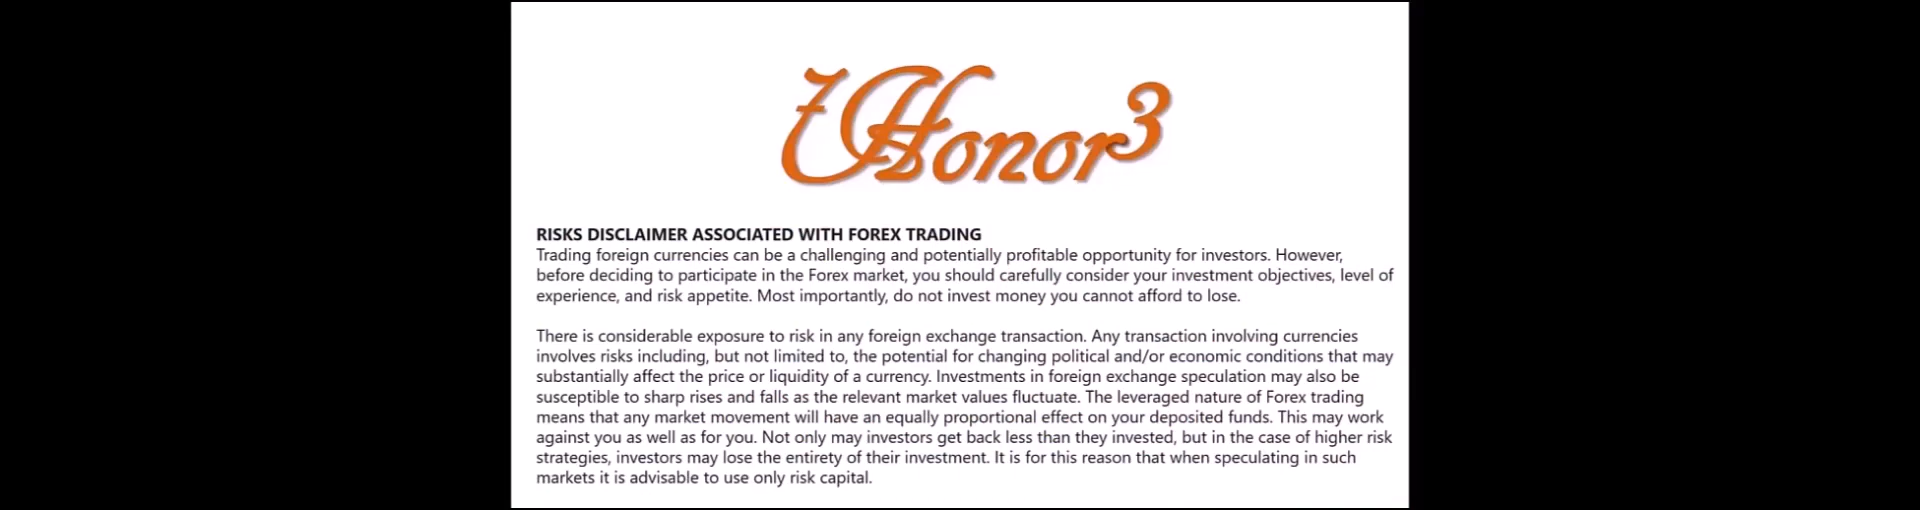 Honor³
RISKS DISCLAIMER ASSOCIATED WITH FOREX TRADING
Trading foreign currencies can be a challenging and potentially profitable opportunity for investors. However,
before deciding to participate in the Forex market, you should carefully consider your investment objectives, level of
experience, and risk appetite. Most importantly, do not invest money you cannot afford to lose.
There is considerable exposure to risk in any foreign exchange transaction. Any transaction involving currencies
involves risks including, but not limited to, the potential for changing political and/or economic conditions that may
substantially affect the price or liquidity of a currency. Investments in foreign exchange speculation may also be
susceptible to sharp rises and falls as the relevant market values fluctuate. The leveraged nature of Forex trading
means that any market movement will have an equally proportional effect on your deposited funds. This may work
against you as well as for you. Not only may investors get back less than they invested, but in the case of higher risk
strategies, investors may lose the entirety of their investment. It is for this reason that when speculating in such
markets it is advisable to use only risk capital.